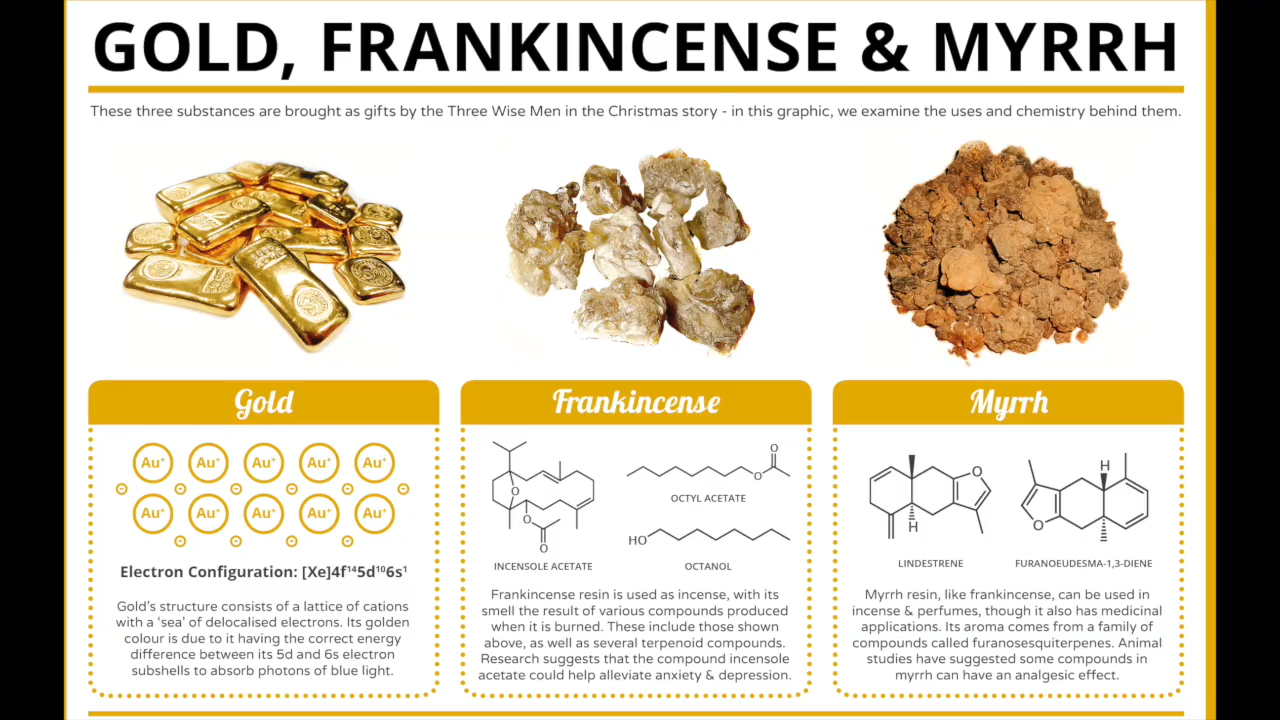 GOLD, FRANKINCENSE & MYRRH
These three substances are brought as gifts by the Three Wise Men in the Christmas story - in this graphic, we examine the uses and chemistry behind them.
Gold
Au⁺ Au⁺ Au⁺ Au⁺ Au⁺
Au⁺ Au⁺ Au⁺ Au⁺ Au⁺
Electron Configuration: [Xe]4f¹⁴5d¹⁰6s¹
Gold's structure consists of a lattice of cations
with a 'sea' of delocalised electrons. Its golden
colour is due to it having the correct energy
difference between its 5d and 6s electron
subshells to absorb photons of blue light.
Frankincense
O
O
O
INCENSOLE ACETATE
O
O
OCTYL ACETATE
HO
OCTANOL
Frankincense resin is used as incense, with its
smell the result of various compounds produced
when it is burned. These include those shown
above, as well as several terpenoid compounds.
Research suggests that the compound incensole
acetate could help alleviate anxiety & depression.
Myrrh
O
H
LINDESTRENE
H
O
FURANOEUDESMA-1,3-DIENE
Myrrh resin, like frankincense, can be used in
incense & perfumes, though it also has medicinal
applications. Its aroma comes from a family of
compounds called furanosesquiterpenes. Animal
studies have suggested some compounds in
myrrh can have an analgesic effect.